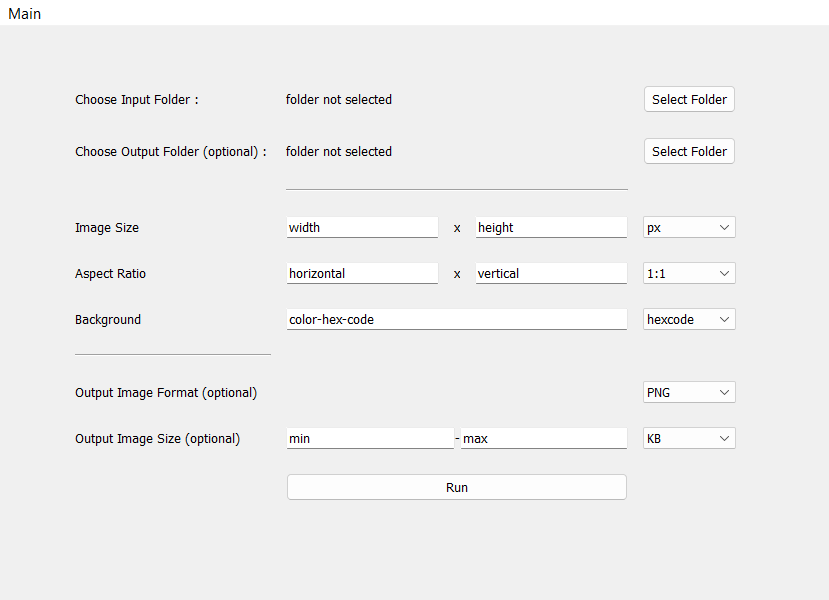 Main
Choose Input Folder : folder not selected Select Folder
Choose Output Folder (optional) : folder not selected Select Folder
Image Size width x height px
Aspect Ratio horizontal x vertical 1:1
Background color-hex-code hexcode
Output Image Format (optional) PNG
Output Image Size (optional) min - max KB
Run